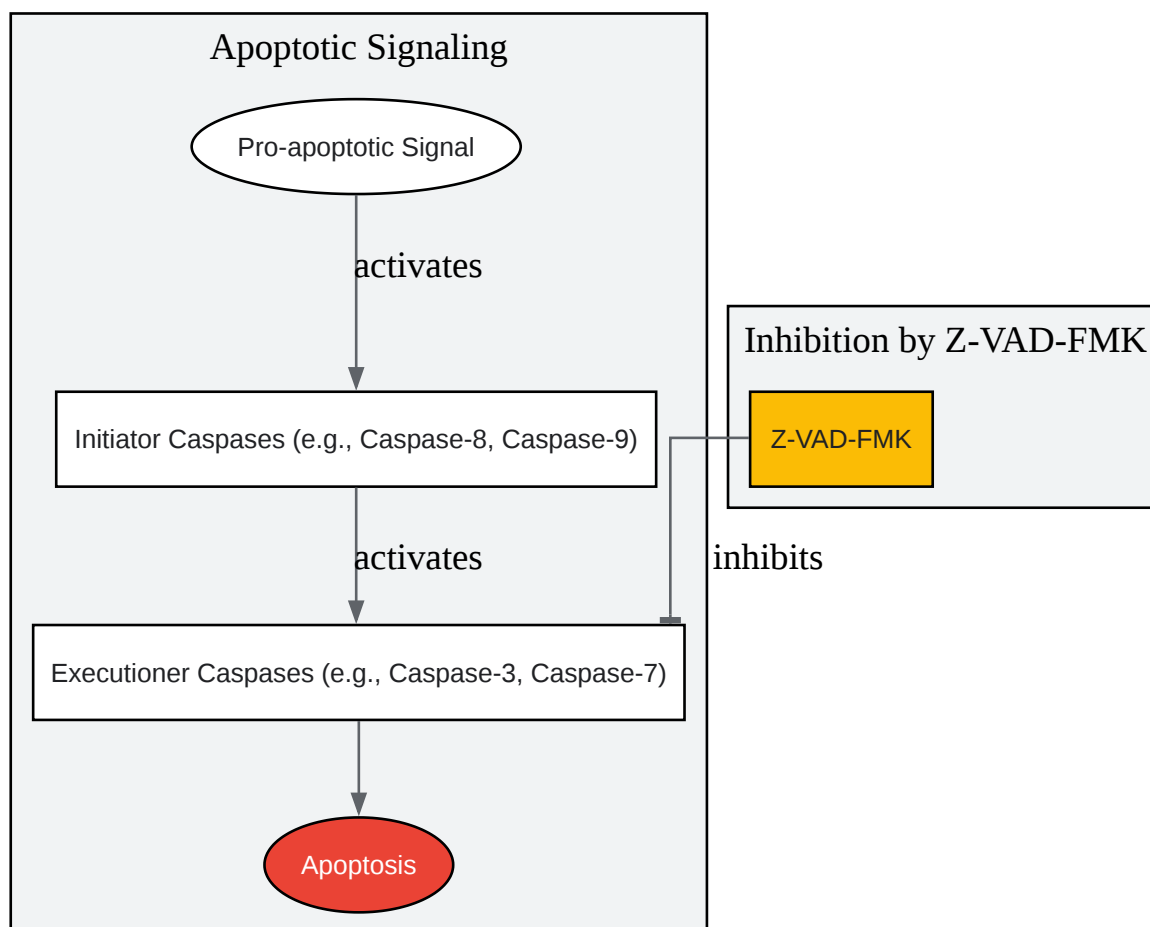 Apoptotic Signaling
Pro-apoptotic Signal
activates
Inhibition by Z-VAD-FMK
Initiator Caspases (e.g., Caspase-8, Caspase-9)
Z-VAD-FMK
activates
inhibits
Executioner Caspases (e.g., Caspase-3, Caspase-7)
Apoptosis